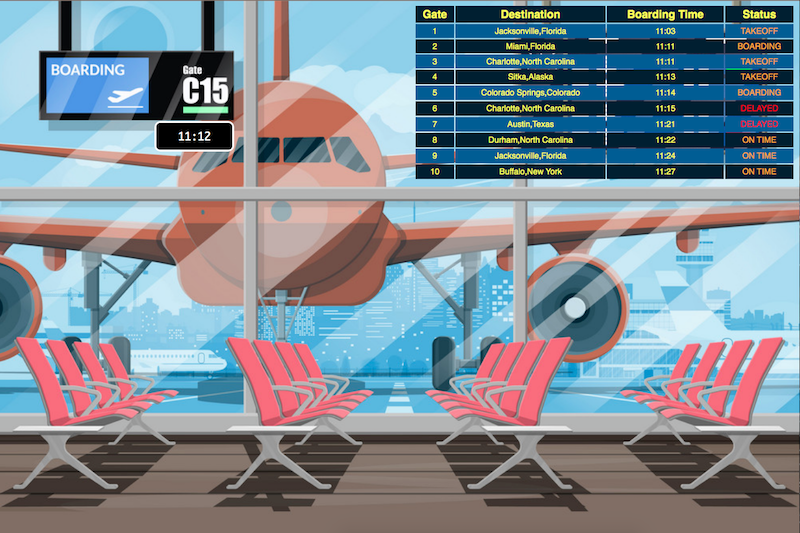 BOARDING
Gate
C15
11:12
Gate Destination Boarding Time Status
1 Jacksonville,Florida 11:03 TAKEOFF
2 Miami,Florida 11:11 BOARDING
3 Charlotte,North Carolina 11:11 TAKEOFF
4 Sitka,Alaska 11:13 TAKEOFF
5 Colorado Springs,Colorado 11:14 BOARDING
6 Charlotte,North Carolina 11:15 DELAYED
7 Austin,Texas 11:21 DELAYED
8 Durham,North Carolina 11:22 ON TIME
9 Jacksonville,Florida 11:24 ON TIME
10 Buffalo,New York 11:27 ON TIME